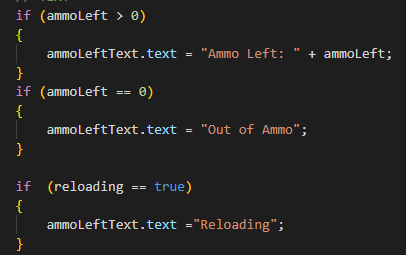 if (ammoLeft > 0)
{
ammoLeftText.text = "Ammo Left: " + ammoLeft;
}
if (ammoLeft == 0)
{
ammoLeftText.text = "Out of Ammo";
}
if  (reloading == true)
{
ammoLeftText.text ="Reloading";
}